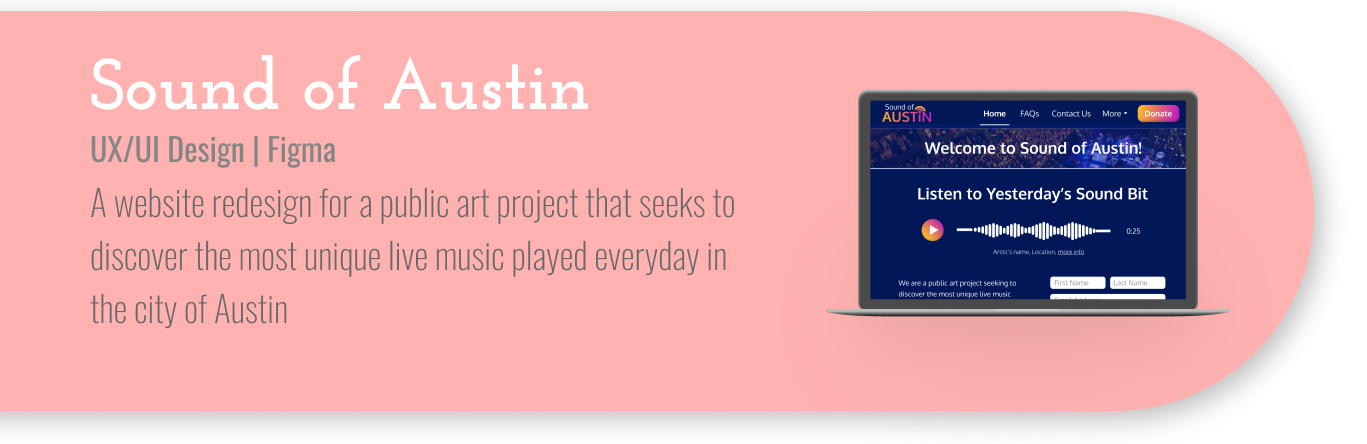 Sound of Austin
UX/UI Design | Figma
A website redesign for a public art project that seeks to
discover the most unique live music played everyday in
the city of Austin
Sound of
AUSTIN
Home FAQs Contact Us More Donate
Welcome to Sound of Austin!
Listen to Yesterday's Sound Bit
0:25
Artist's name, Location, more info
We are a public art project seeking to
discover the most unique live music
First Name Last Name